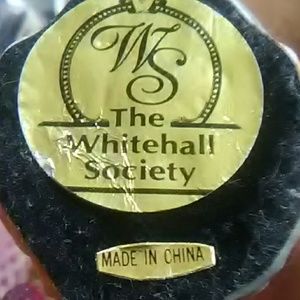 WS
The
Whitehall
Society
MADE IN CHINA